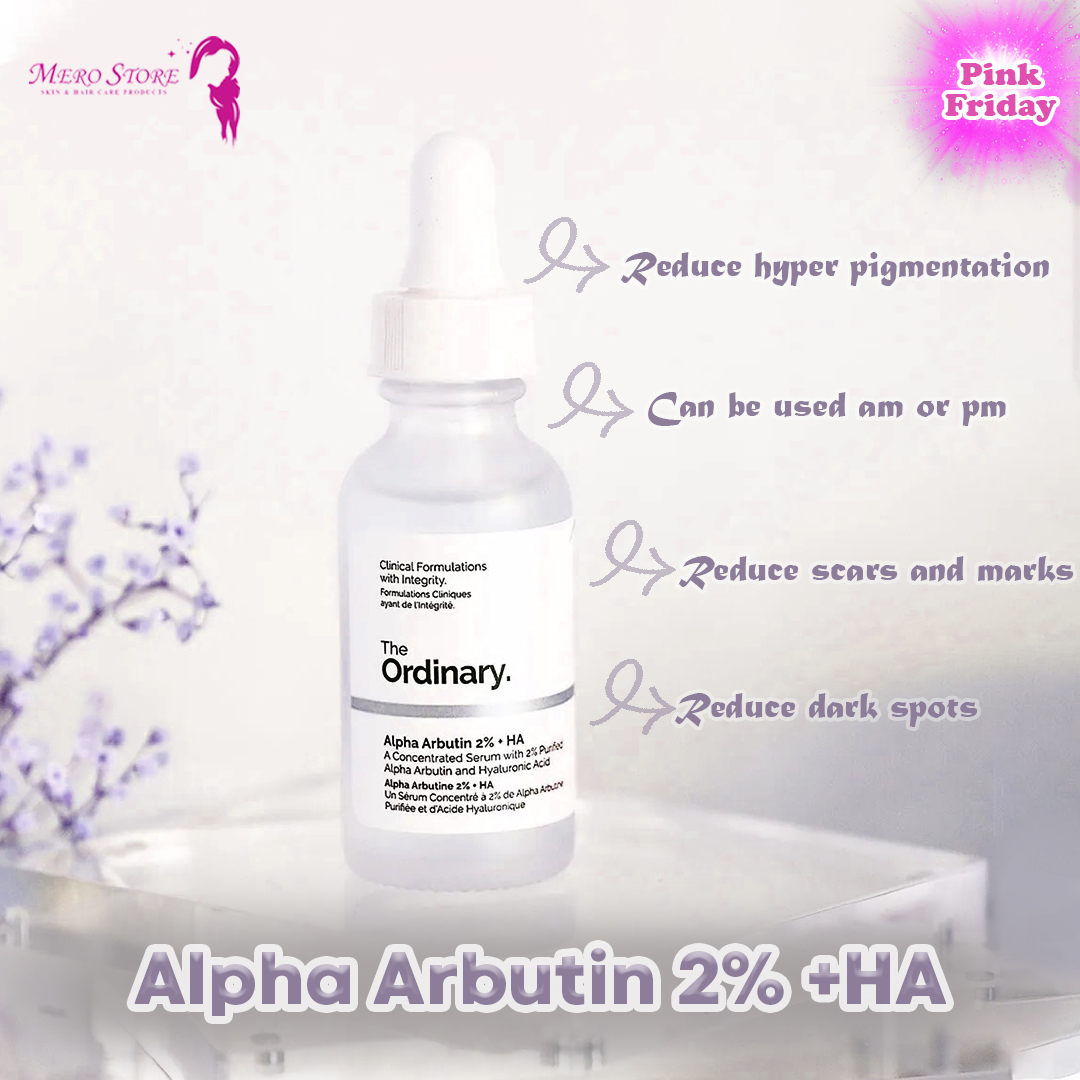 MERO STORE
SKIN & HAIR CARE PRODUCTS
Pink
Friday
Reduce hyper pigmentation
Can be used am or pm
Reduce scars and marks
Reduce dark spots
Clinical Formulations
with Integrity.
Formulations Cliniques
ayant de l'Intégrité.
The
Ordinary.
Alpha Arbutin 2% + HA
A Concentrated Serum with 2% Purified
Alpha Arbutin and Hyaluronic Acid
Alpha Arbutine 2% + HA
Un Sérum Concentré à 2% de Alpha Arbutine
Purifiée et d'Acide Hyaluronique
Alpha Arbutin 2% +HA